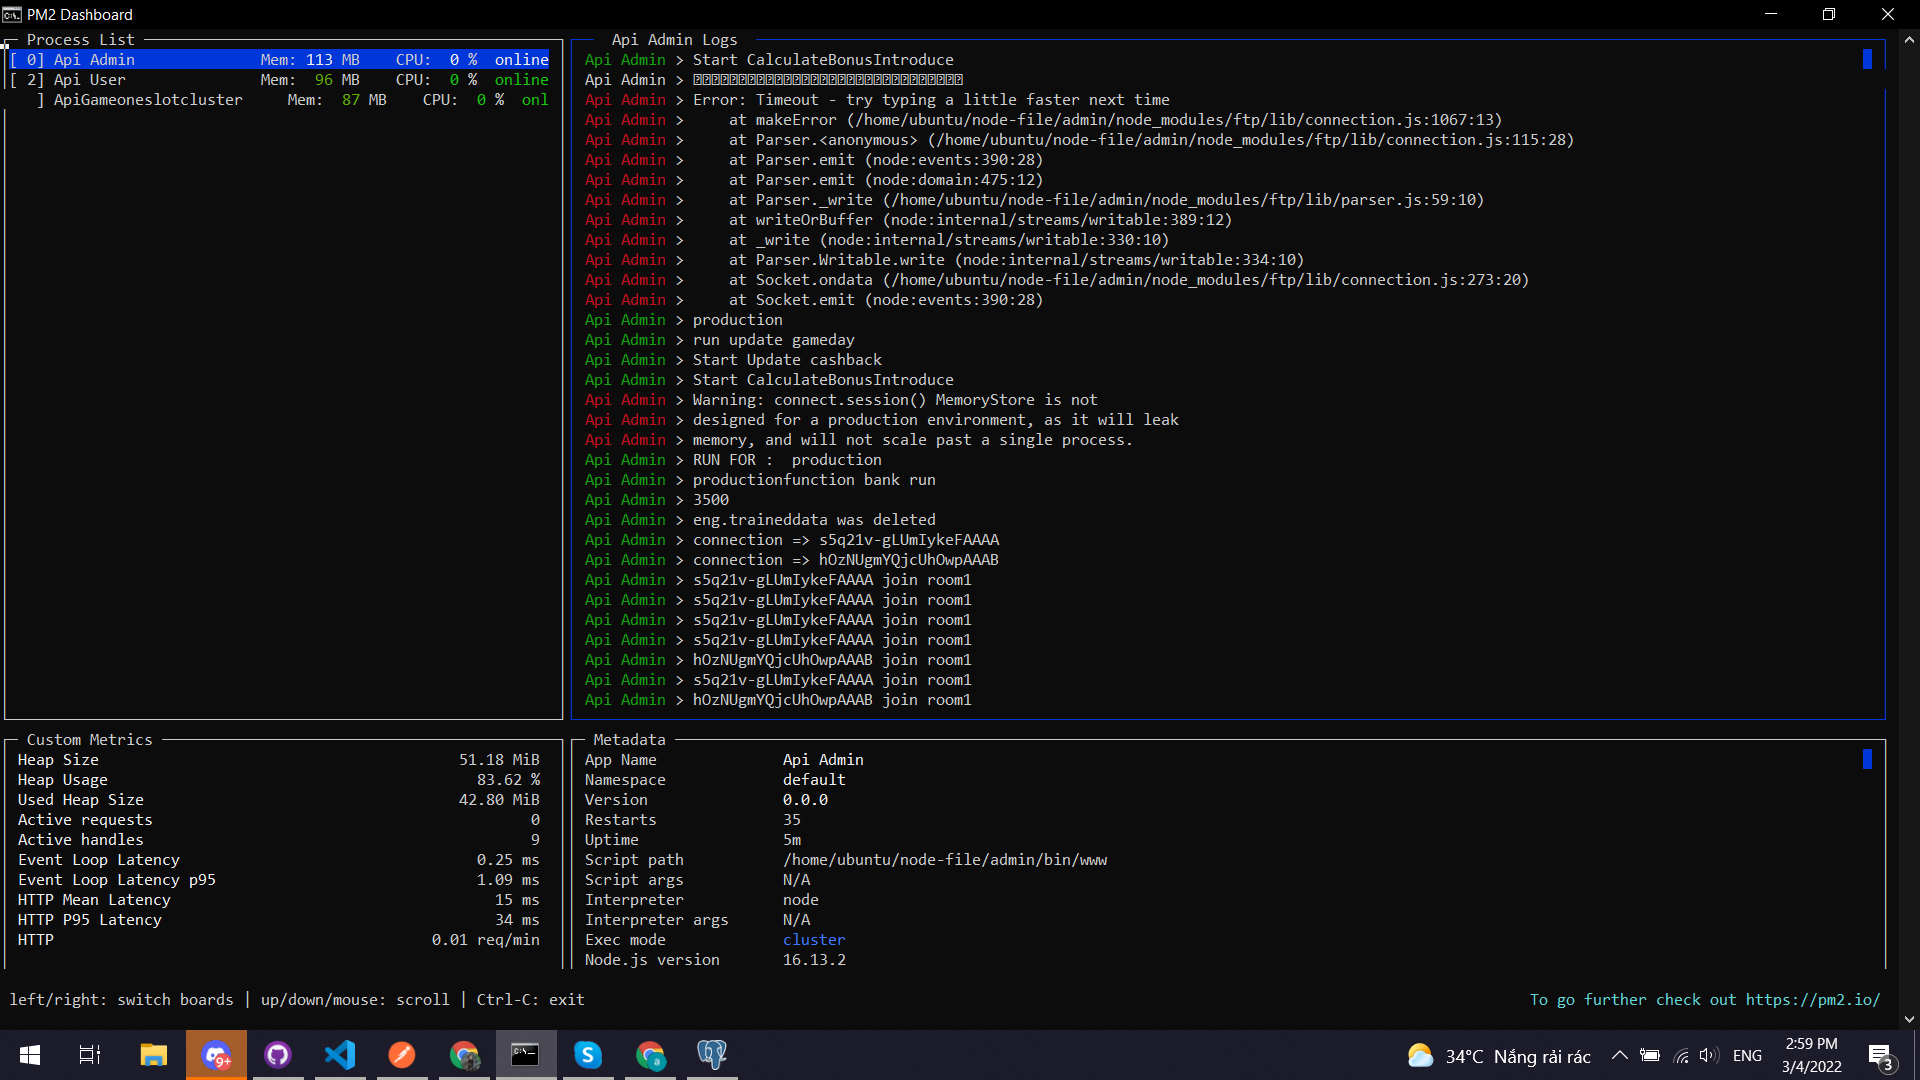 PM2 Dashboard
Process List
[ 0] Api Admin Mem: 113 MB CPU: 0 % online
[ 2] Api User Mem: 96 MB CPU: 0 % online
] ApiGameoneslotcluster Mem: 87 MB CPU: 0 % onl
Api Admin Logs
Api Admin > Start CalculateBonusIntroduce
Api Admin >
Api Admin > Error: Timeout - try typing a little faster next time
Api Admin > at makeError (/home/ubuntu/node-file/admin/node_modules/ftp/lib/connection.js:1067:13)
Api Admin > at Parser.<anonymous> (/home/ubuntu/node-file/admin/node_modules/ftp/lib/connection.js:115:28)
Api Admin > at Parser.emit (node:events:390:28)
Api Admin > at Parser.emit (node:domain:475:12)
Api Admin > at Parser._write (/home/ubuntu/node-file/admin/node_modules/ftp/lib/parser.js:59:10)
Api Admin > at writeOrBuffer (node:internal/streams/writable:389:12)
Api Admin > at _write (node:internal/streams/writable:330:10)
Api Admin > at Parser.Writable.write (node:internal/streams/writable:334:10)
Api Admin > at Socket.ondata (/home/ubuntu/node-file/admin/node_modules/ftp/lib/connection.js:273:20)
Api Admin > at Socket.emit (node:events:390:28)
Api Admin > production
Api Admin > run update gameday
Api Admin > Start Update cashback
Api Admin > Start CalculateBonusIntroduce
Api Admin > Warning: connect.session() MemoryStore is not
Api Admin > designed for a production environment, as it will leak
Api Admin > memory, and will not scale past a single process.
Api Admin > RUN FOR : production
Api Admin > productionfunction bank run
Api Admin > 3500
Api Admin > eng.traineddata was deleted
Api Admin > connection => s5q21v-gLUmIykeFAAAA
Api Admin > connection => hOzNUgmYQjcUhOwpAAAB
Api Admin > s5q21v-gLUmIykeFAAAA join room1
Api Admin > s5q21v-gLUmIykeFAAAA join room1
Api Admin > s5q21v-gLUmIykeFAAAA join room1
Api Admin > s5q21v-gLUmIykeFAAAA join room1
Api Admin > hOzNUgmYQjcUhOwpAAAB join room1
Api Admin > s5q21v-gLUmIykeFAAAA join room1
Api Admin > hOzNUgmYQjcUhOwpAAAB join room1
Custom Metrics
Heap Size 51.18 MiB
Heap Usage 83.62 %
Used Heap Size 42.80 MiB
Active requests 0
Active handles 9
Event Loop Latency 0.25 ms
Event Loop Latency p95 1.09 ms
HTTP Mean Latency 15 ms
HTTP P95 Latency 34 ms
HTTP 0.01 req/min
Metadata
App Name Api Admin
Namespace default
Version 0.0.0
Restarts 35
Uptime 5m
Script path /home/ubuntu/node-file/admin/bin/www
Script args N/A
Interpreter node
Interpreter args N/A
Exec mode cluster
Node.js version 16.13.2
left/right: switch boards | up/down/mouse: scroll | Ctrl-C: exit
To go further check out https://pm2.io/
9+
34°C Nắng rải rác
ENG
2:59 PM
3/4/2022
3